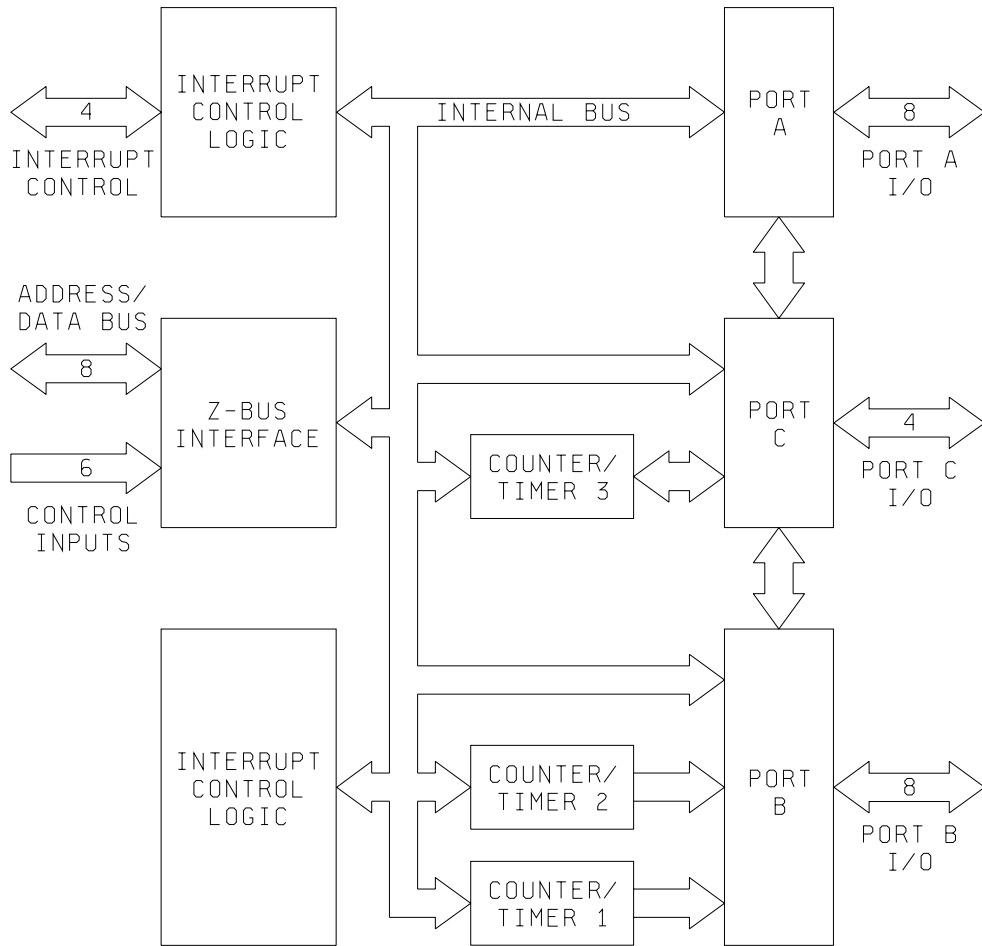 INTERRUPT
CONTROL
LOGIC
4
INTERRUPT
CONTROL
INTERNAL BUS
PORT
A
8
PORT A
I/O
ADDRESS/
DATA BUS
8
Z-BUS
INTERFACE
6
CONTROL
INPUTS
COUNTER/
TIMER 3
PORT
C
4
PORT C
I/O
INTERRUPT
CONTROL
LOGIC
COUNTER/
TIMER 2
COUNTER/
TIMER 1
PORT
B
8
PORT B
I/O